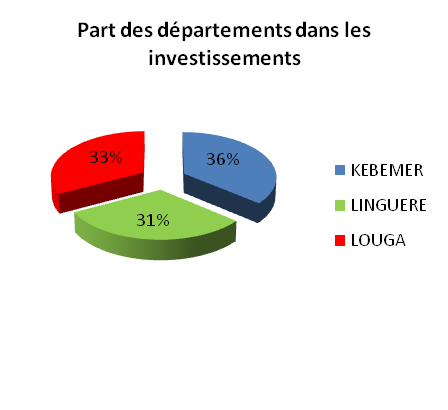 Part des départements dans les
investissements
33%
36%
31%
KEBEMER
LINGUERE
LOUGA